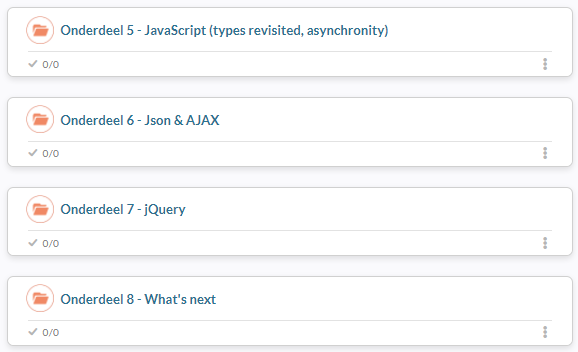 Onderdeel 5 - JavaScript (types revisited, asynchronity)
0/0
Onderdeel 6 - Json & AJAX
0/0
Onderdeel 7 - jQuery
0/0
Onderdeel 8 - What's next
0/0